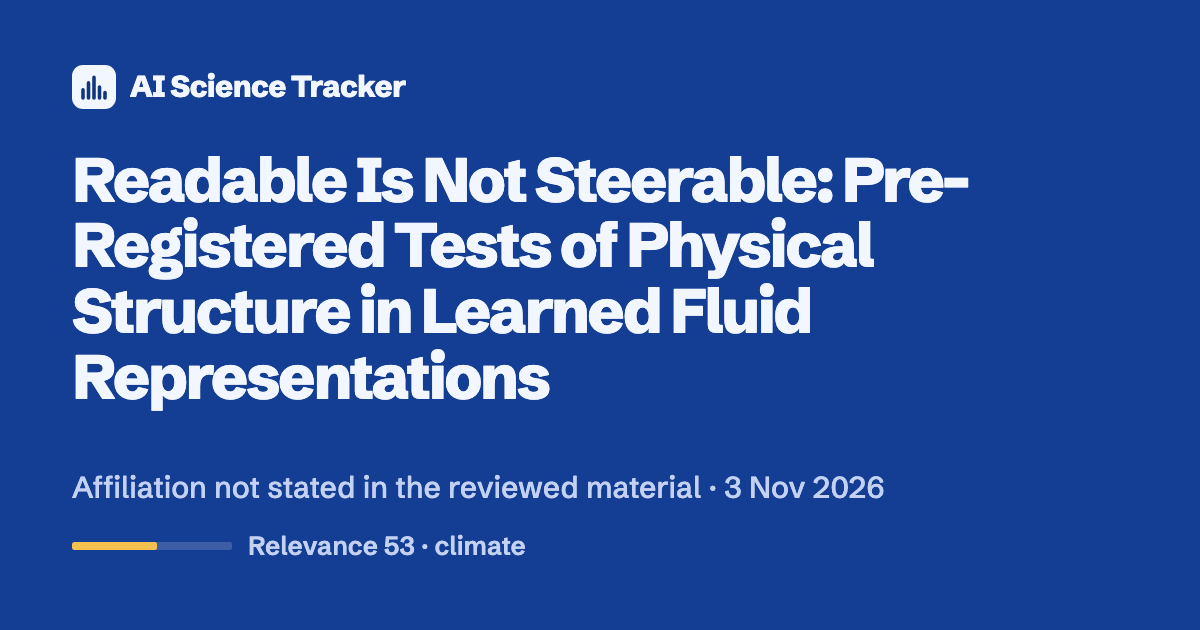 AI Science Tracker
Readable Is Not Steerable: Pre-
Registered Tests of Physical
Structure in Learned Fluid
Representations
Affiliation not stated in the reviewed material · 3 Nov 2026
Relevance 53 · climate